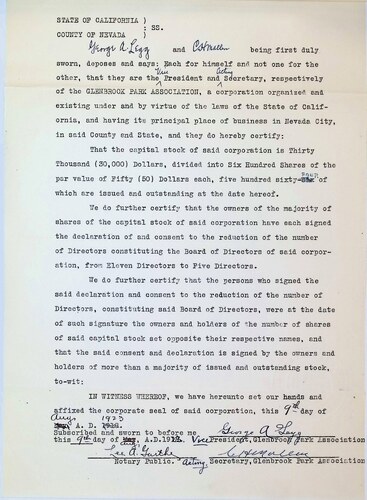 STATE OF CALIFORNIA )
: SS.
COUNTY OF NEVADA )
George A Legg and being first duly
sworn, deposes and says: Each for himself and not one for the
Vice Acting
other, that they are the President and Secretary, respectively
of the GLENBROOK PARK ASSOCIATION, a corporation organized and
existing under and by virtue of the laws of the State of Calif-
ornia, and having its principal place of business in Nevada City,
in said County and State, and they do hereby certify:
That the capital stock of said corporation is Thirty
Thousand (30,000) Dollars, divided into Six Hundred Shares of the
par value of Fifty (50) Dollars each, five hundred sixty-four of
which are issued and outstanding at the date hereof.
We do further certify that the owners of the majority of
shares of the capital stock of said corporation have each signed
the declaration of and consent to the reduction of the number
of Directors constituting the Board of Directors of said corpor-
ation, from Eleven Directors to Five Directors.
We do further certify that the persons who signed the
said declaration and consent to the reduction of the number of
Directors, constituting said Board of Directors, were at the date
of such signature the owners and holders of the number of shares
of said capital stock set opposite their respective names, and
that the said consent and declaration is signed by the owners and
holders of more than a majority of issued and outstanding stock,
to-wit:
IN WITNESS WHEREOF, we have hereunto set our hands and
affixed the corporate seal of said corporation, this 9th day of
Aug. 1923
A. D.
Subscribed and sworn to before me George A Legg
this 9th day of A.D. Vice President, Glenbrook Park Association
Notary Public. Acting Secretary, Glenbrook Park Association